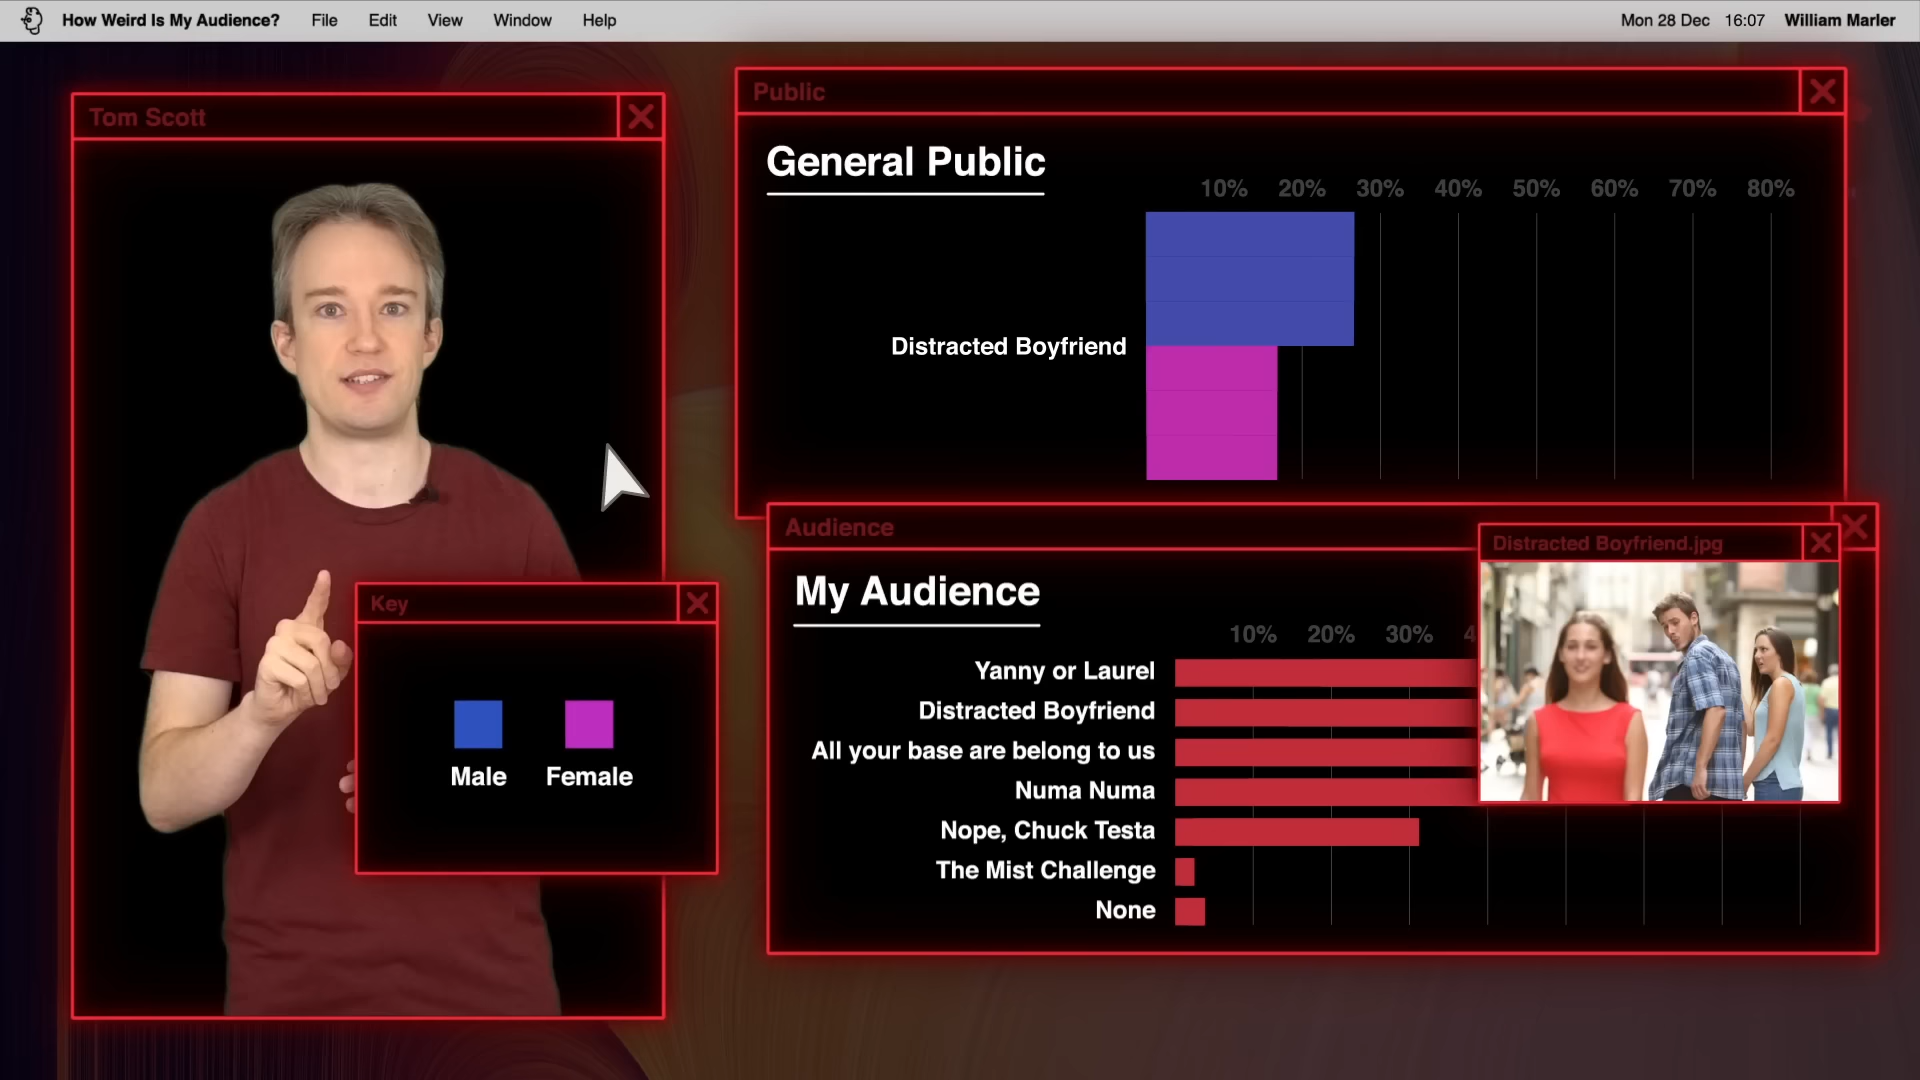 How Weird Is My Audience? File Edit View Window Help Mon 28 Dec 16:07 William Marler
Tom Scott
Public
General Public
10% 20% 30% 40% 50% 60% 70% 80%
Distracted Boyfriend
Key
Male Female
Audience
My Audience
10% 20% 30% 4
Yanny or Laurel
Distracted Boyfriend
All your base are belong to us
Numa Numa
Nope, Chuck Testa
The Mist Challenge
None
Distracted Boyfriend.jpg